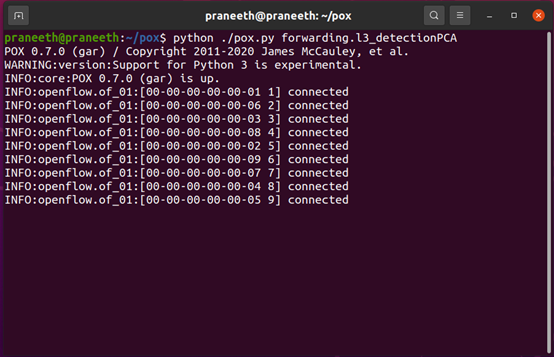 praneeth@praneeth: ~/pox
praneeth@praneeth:~/pox$ python ./pox.py forwarding.l3_detectionPCA
POX 0.7.0 (gar) / Copyright 2011-2020 James McCauley, et al.
WARNING:version:Support for Python 3 is experimental.
INFO:core:POX 0.7.0 (gar) is up.
INFO:openflow.of_01:[00-00-00-00-00-01 1] connected
INFO:openflow.of_01:[00-00-00-00-00-06 2] connected
INFO:openflow.of_01:[00-00-00-00-00-03 3] connected
INFO:openflow.of_01:[00-00-00-00-00-08 4] connected
INFO:openflow.of_01:[00-00-00-00-00-02 5] connected
INFO:openflow.of_01:[00-00-00-00-00-09 6] connected
INFO:openflow.of_01:[00-00-00-00-00-07 7] connected
INFO:openflow.of_01:[00-00-00-00-00-04 8] connected
INFO:openflow.of_01:[00-00-00-00-00-05 9] connected